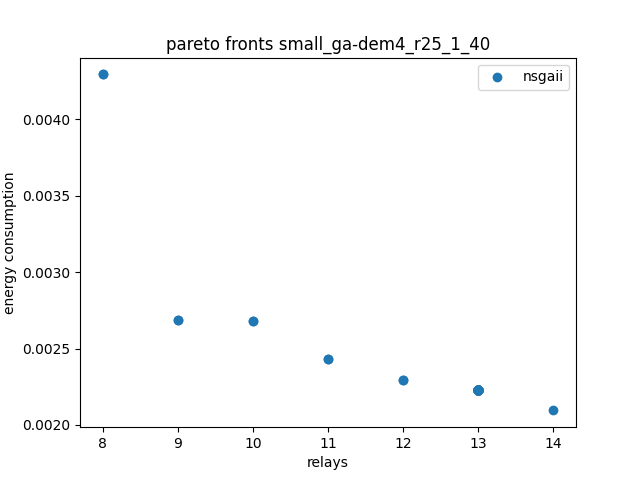 pareto fronts small_ga-dem4_r25_1_40
nsgaii
energy consumption
0.0040
0.0035
0.0030
0.0025
0.0020
8 9 10 11 12 13 14
relays